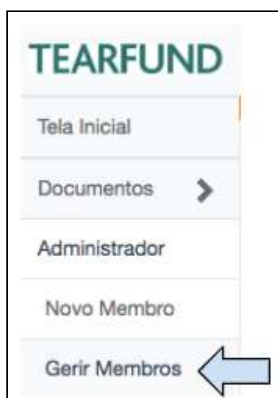 TEARFUND
Tela Inicial
Documentos
Administrador
Novo Membro
Gerir Membros